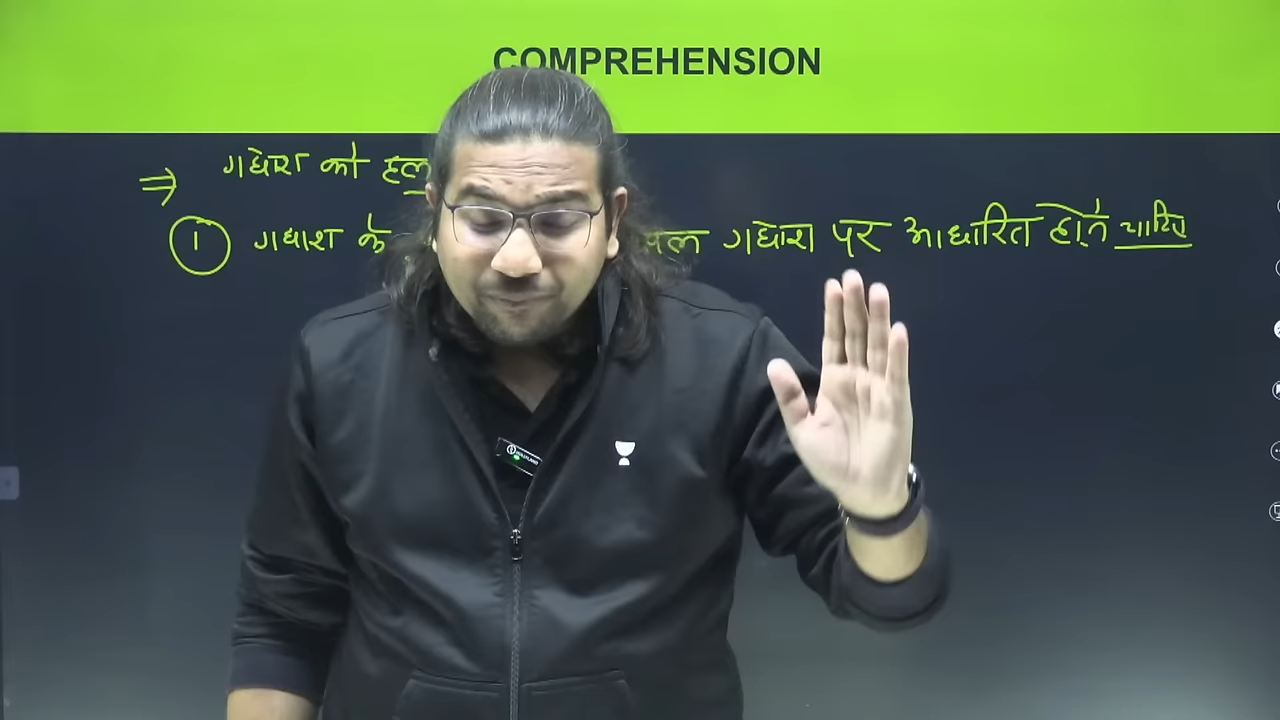 COMPREHENSION
⇒ गद्यांश को हल
① गद्यांश के गद्यांश पर आधारित होने चाहिए